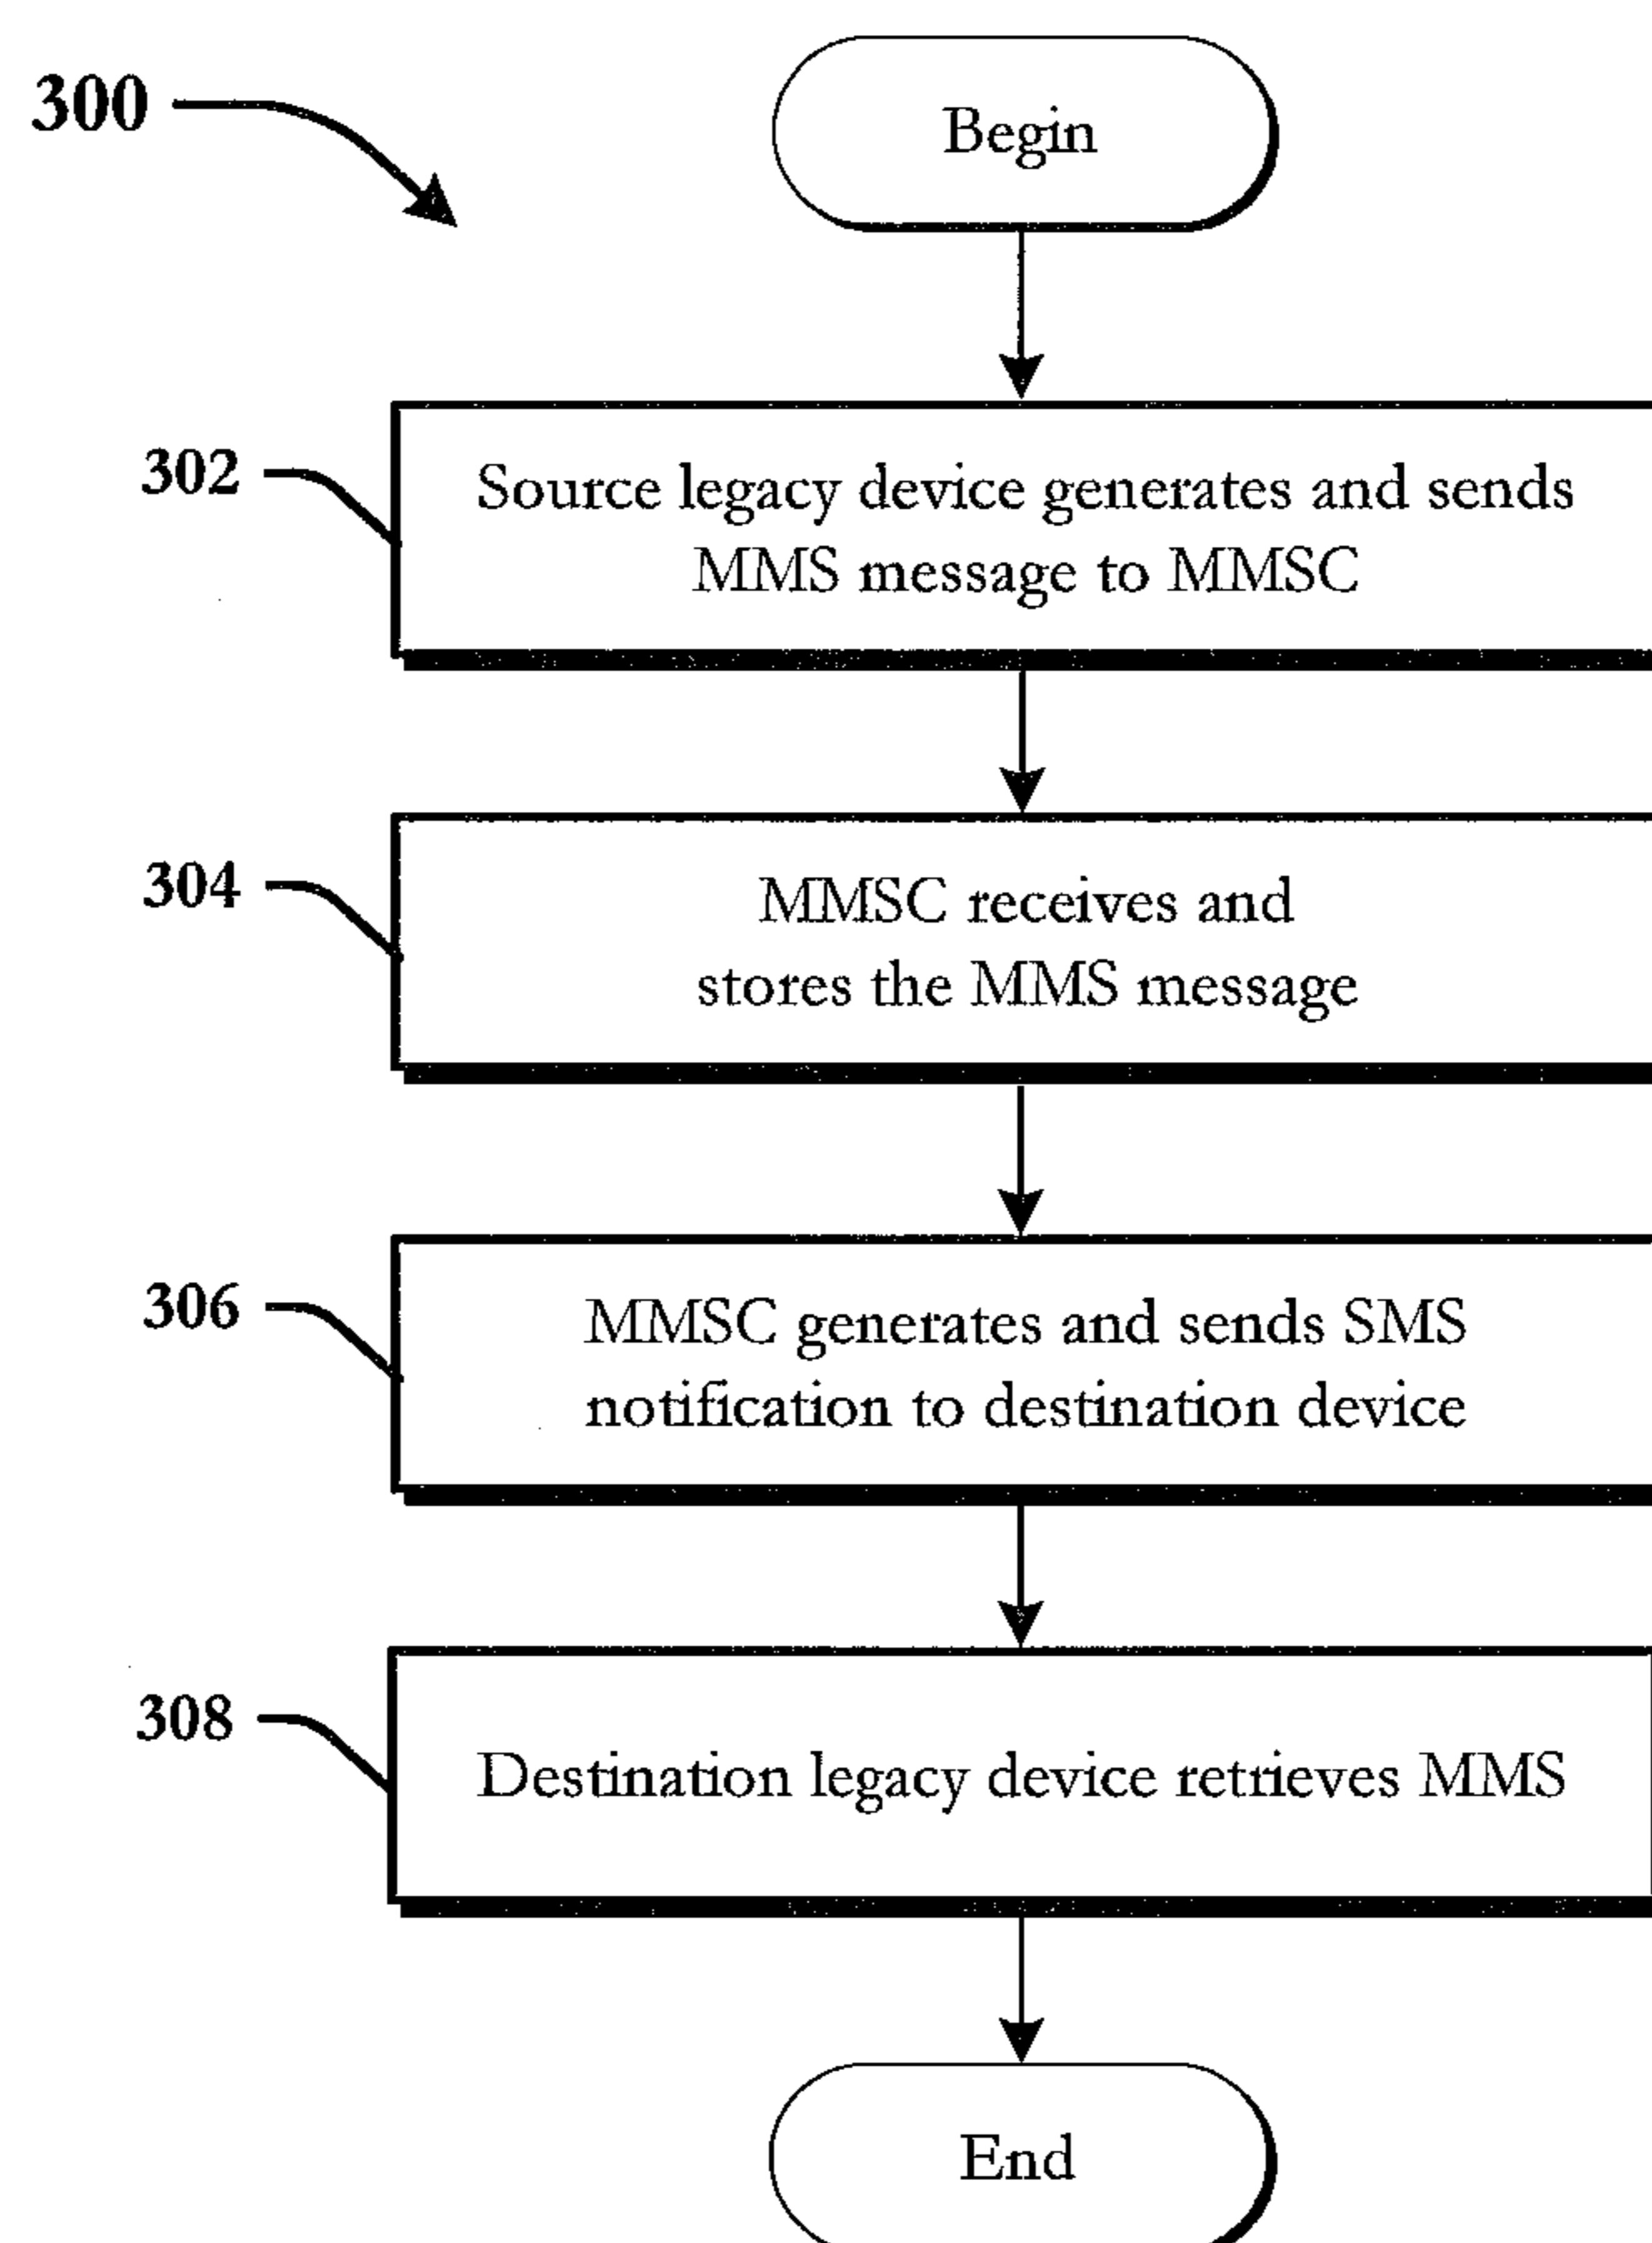 300
Begin
302
Source legacy device generates and sends
MMS message to MMSC
304
MMSC receives and
stores the MMS message
306
MMSC generates and sends SMS
notification to destination device
308
Destination legacy device retrieves MMS
End